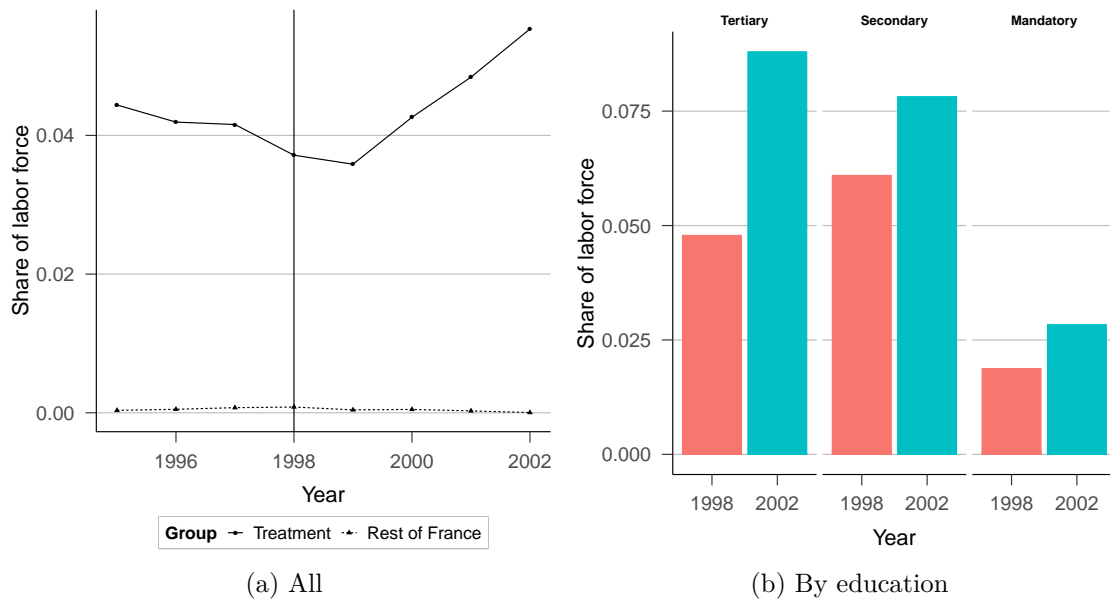 Share of labor force
0.04
0.02
0.00
1996 1998 2000 2002
Year
Group Treatment Rest of France
(a) All
Tertiary Secondary Mandatory
Share of labor force
0.075
0.050
0.025
0.000
1998 2002 1998 2002 1998 2002
Year
(b) By education